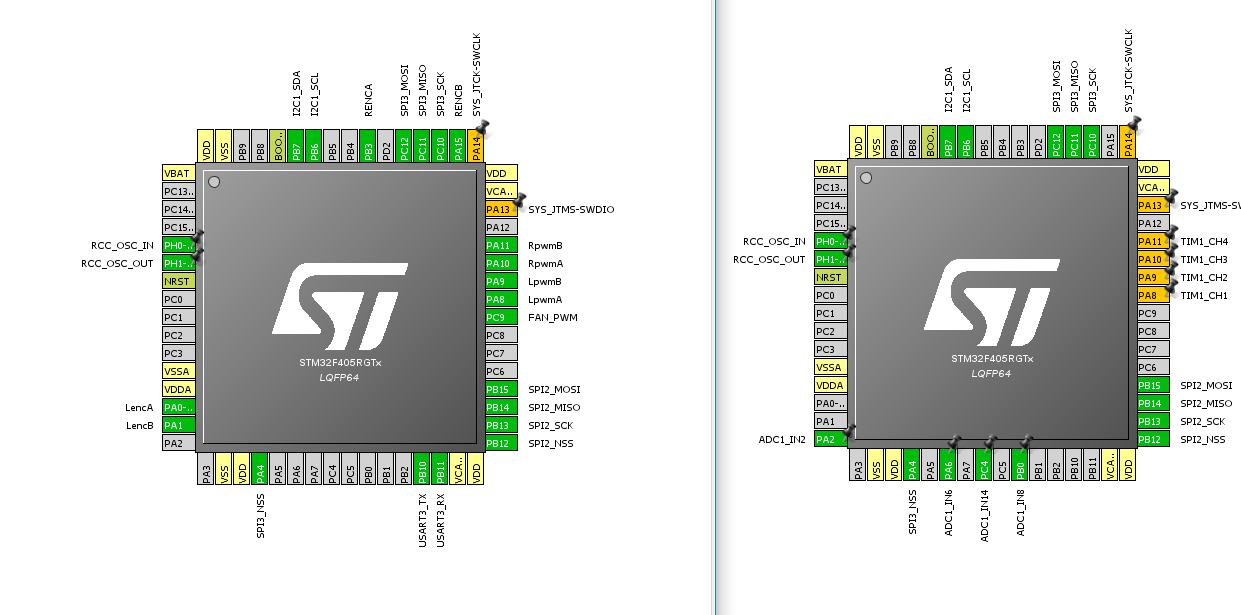 I2C1_SDA
I2C1_SCL
RENCA
SPI3_MOSI
SPI3_MISO
SPI3_SCK
RENCB
SYS_JTCK-SWCLK
VDD
VSS
PB9
PB8
BOO..
PB7
PB6
PB5
PB4
PB3
PD2
PC12
PC11
PC10
PA15
PA14
VBAT
PC13..
PC14..
PC15..
RCC_OSC_IN PH0-..
RCC_OSC_OUT PH1-..
NRST
PC0
PC1
PC2
PC3
VSSA
VDDA
LencA PA0-..
LencB PA1
PA2
ST
STM32F405RGTx
LQFP64
VDD
VCA..
PA13 SYS_JTMS-SWDIO
PA12
PA11 RpwmB
PA10 RpwmA
PA9 LpwmB
PA8 LpwmA
PC9 FAN_PWM
PC8
PC7
PC6
PB15 SPI2_MOSI
PB14 SPI2_MISO
PB13 SPI2_SCK
PB12 SPI2_NSS
PA3
VSS
VDD
PA4
PA5
PA6
PA7
PC4
PC5
PB0
PB1
PB2
PB10
PB11
VCA..
VDD
SPI3_NSS
USART3_TX
USART3_RX
I2C1_SDA
I2C1_SCL
SPI3_MOSI
SPI3_MISO
SPI3_SCK
SYS_JTCK-SWCLK
VDD
VSS
PB9
PB8
BOO..
PB7
PB6
PB5
PB4
PB3
PD2
PC12
PC11
PC10
PA15
PA14
VBAT
PC13..
PC14..
PC15..
RCC_OSC_IN PH0-..
RCC_OSC_OUT PH1-..
NRST
PC0
PC1
PC2
PC3
VSSA
VDDA
PA0-..
PA1
ADC1_IN2 PA2
ST
STM32F405RGTx
LQFP64
VDD
VCA..
PA13 SYS_JTMS-SW
PA12
PA11 TIM1_CH4
PA10 TIM1_CH3
PA9 TIM1_CH2
PA8 TIM1_CH1
PC9
PC8
PC7
PC6
PB15 SPI2_MOSI
PB14 SPI2_MISO
PB13 SPI2_SCK
PB12 SPI2_NSS
PA3
VSS
VDD
PA4
PA5
PA6
PA7
PC4
PC5
PB0
PB1
PB2
PB10
PB11
VCA..
VDD
SPI3_NSS
ADC1_IN6
ADC1_IN14
ADC1_IN8